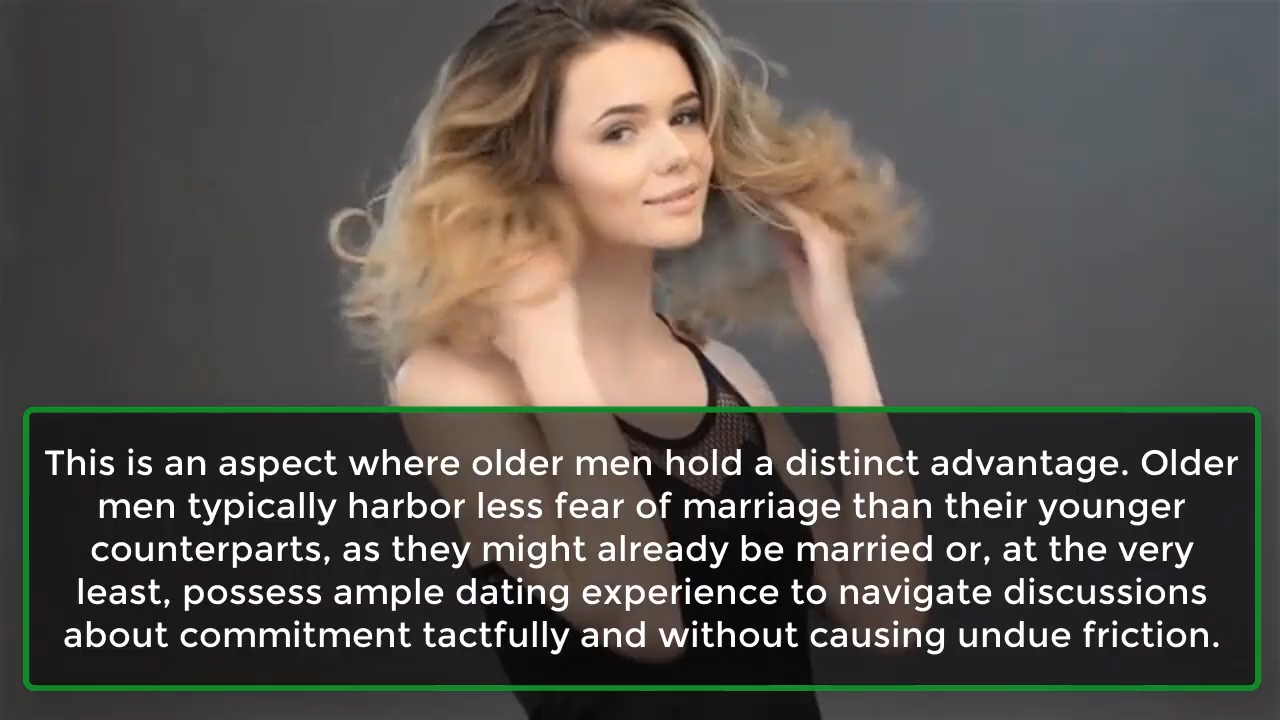 This is an aspect where older men hold a distinct advantage. Older
men typically harbor less fear of marriage than their younger
counterparts, as they might already be married or, at the very
least, possess ample dating experience to navigate discussions
about commitment tactfully and without causing undue friction.